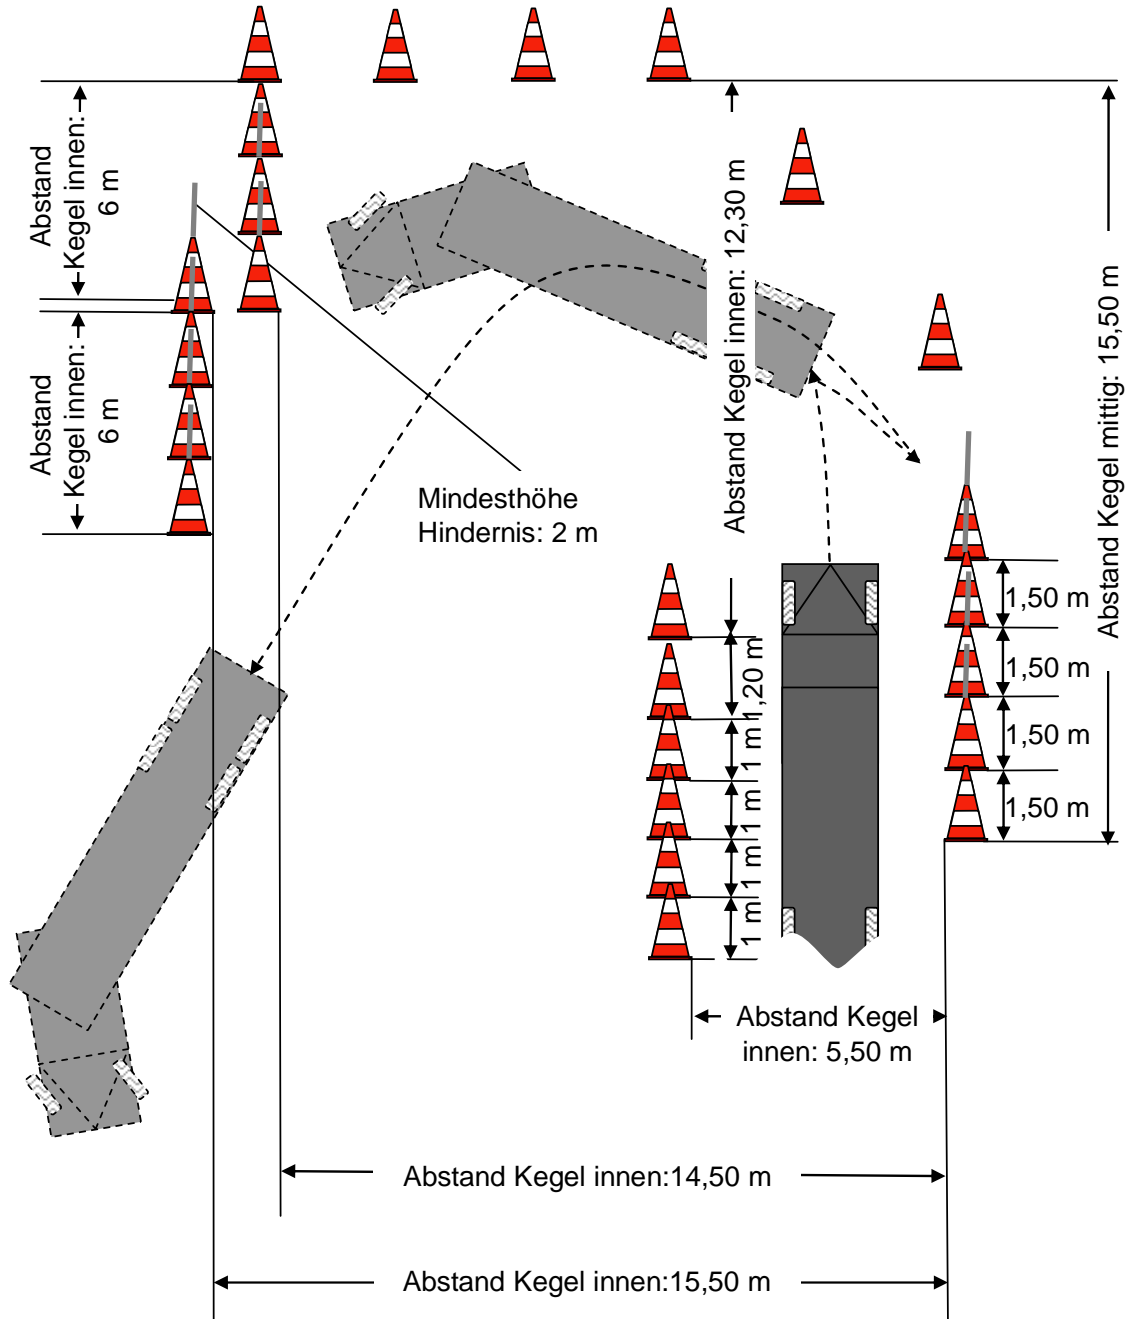 Abstand
Kegel innen:
6 m
Abstand
Kegel innen:
6 m
Mindesthöhe
Hindernis: 2 m
Abstand Kegel innen: 12,30 m
Abstand Kegel mittig: 15,50 m
1,20 m
1 m
1 m
1 m
1 m
1,50 m
1,50 m
1,50 m
1,50 m
Abstand Kegel
innen: 5,50 m
Abstand Kegel innen:14,50 m
Abstand Kegel innen:15,50 m